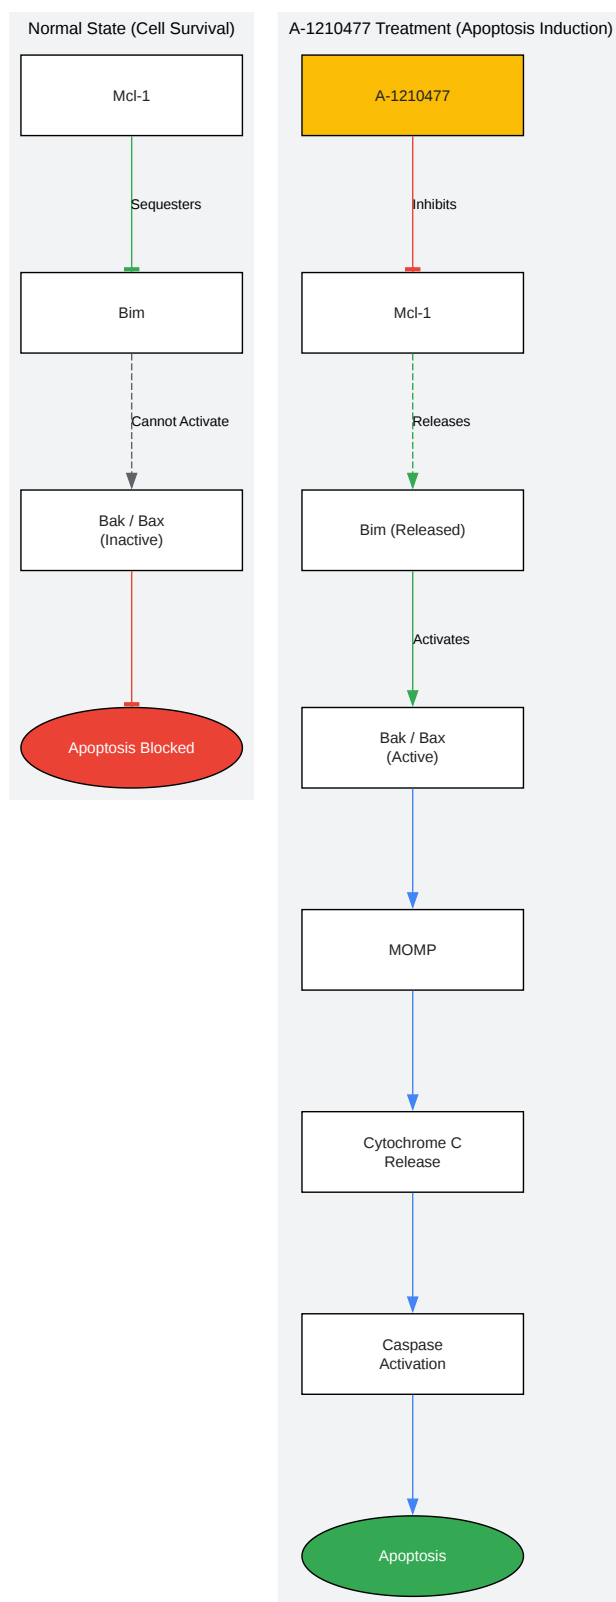 Normal State (Cell Survival)
Mcl-1
Sequesters
Bim
Cannot Activate
Bak / Bax
(Inactive)
Apoptosis Blocked
A-1210477 Treatment (Apoptosis Induction)
A-1210477
Inhibits
Mcl-1
Releases
Bim (Released)
Activates
Bak / Bax
(Active)
MOMP
Cytochrome C
Release
Caspase
Activation
Apoptosis